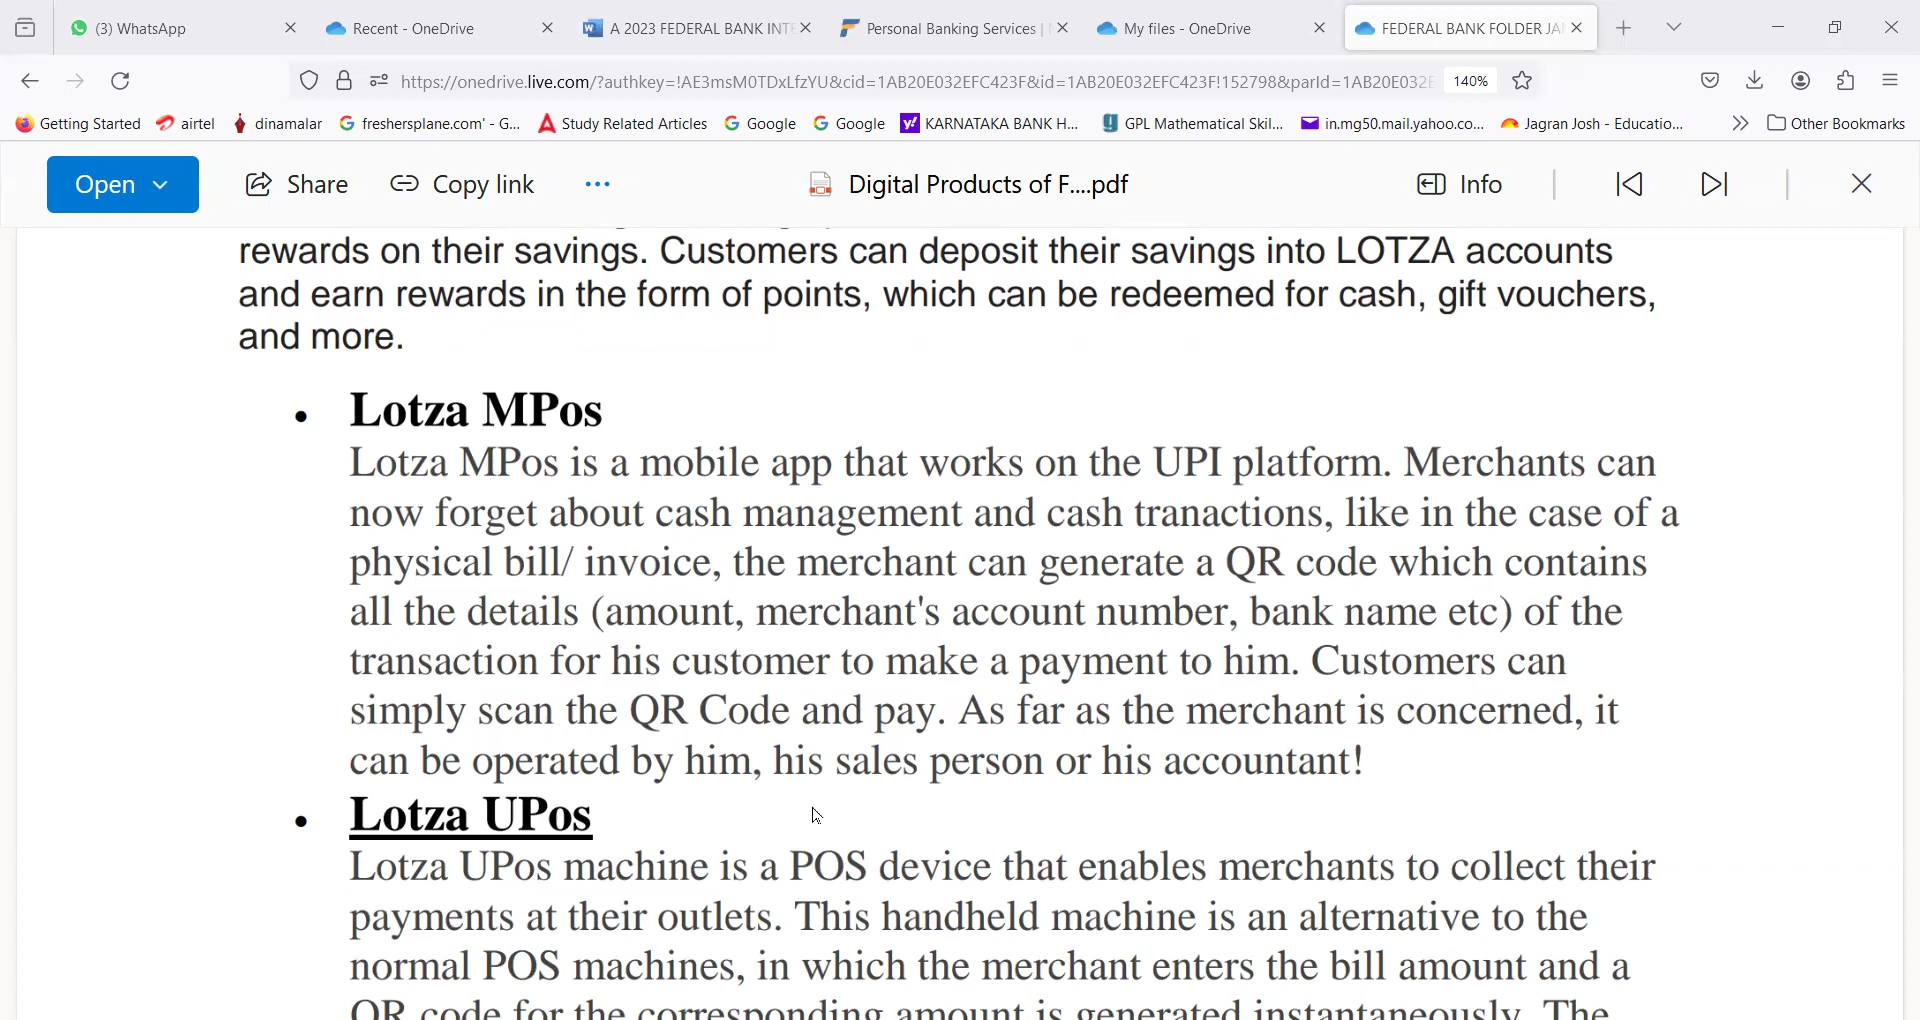 (3) WhatsApp
Recent - OneDrive
A 2023 FEDERAL BANK INTE
Personal Banking Services |
My files - OneDrive
FEDERAL BANK FOLDER JA
https://onedrive.live.com/?authkey=!AE3msM0TDxLfzYU&cid=1AB20E032EFC423F&id=1AB20E032EFC423F!152798&parId=1AB20E032E
140%
Getting Started
airtel
dinamalar
freshersplane.com' - G...
Study Related Articles
Google
Google
KARNATAKA BANK H...
GPL Mathematical Skil...
in.mg50.mail.yahoo.co...
Jagran Josh - Educatio...
Other Bookmarks
Open
Share
Copy link
Digital Products of F....pdf
Info
rewards on their savings. Customers can deposit their savings into LOTZA accounts
and earn rewards in the form of points, which can be redeemed for cash, gift vouchers,
and more.
• Lotza MPos
Lotza MPos is a mobile app that works on the UPI platform. Merchants can
now forget about cash management and cash tranactions, like in the case of a
physical bill/ invoice, the merchant can generate a QR code which contains
all the details (amount, merchant's account number, bank name etc) of the
transaction for his customer to make a payment to him. Customers can
simply scan the QR Code and pay. As far as the merchant is concerned, it
can be operated by him, his sales person or his accountant!
• Lotza UPos
Lotza UPos machine is a POS device that enables merchants to collect their
payments at their outlets. This handheld machine is an alternative to the
normal POS machines, in which the merchant enters the bill amount and a
QR code for the corresponding amount is generated instantaneously. The